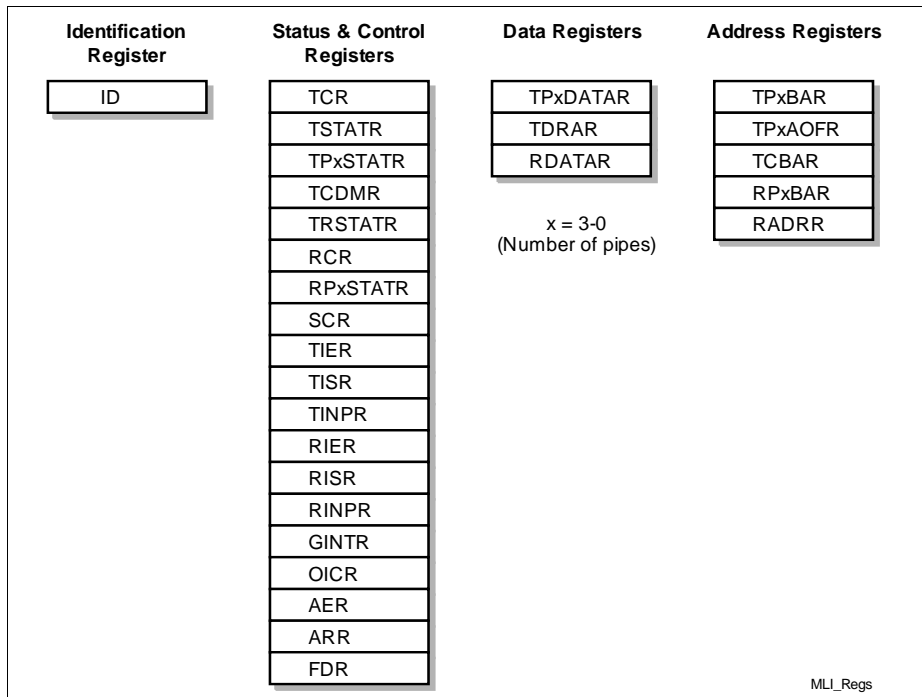 Identification
Register
ID
Status & Control
Registers
TCR
TSTATR
TPxSTATR
TCDMR
TRSTATR
RCR
RPxSTATR
SCR
TIER
TISR
TINPR
RIER
RISR
RINPR
GINTR
OICR
AER
ARR
FDR
Data Registers
TPxDATAR
TDRAR
RDATAR
x = 3-0
(Number of pipes)
Address Registers
TPxBAR
TPxAOFR
TCBAR
RPxBAR
RADRR
MLI_Regs